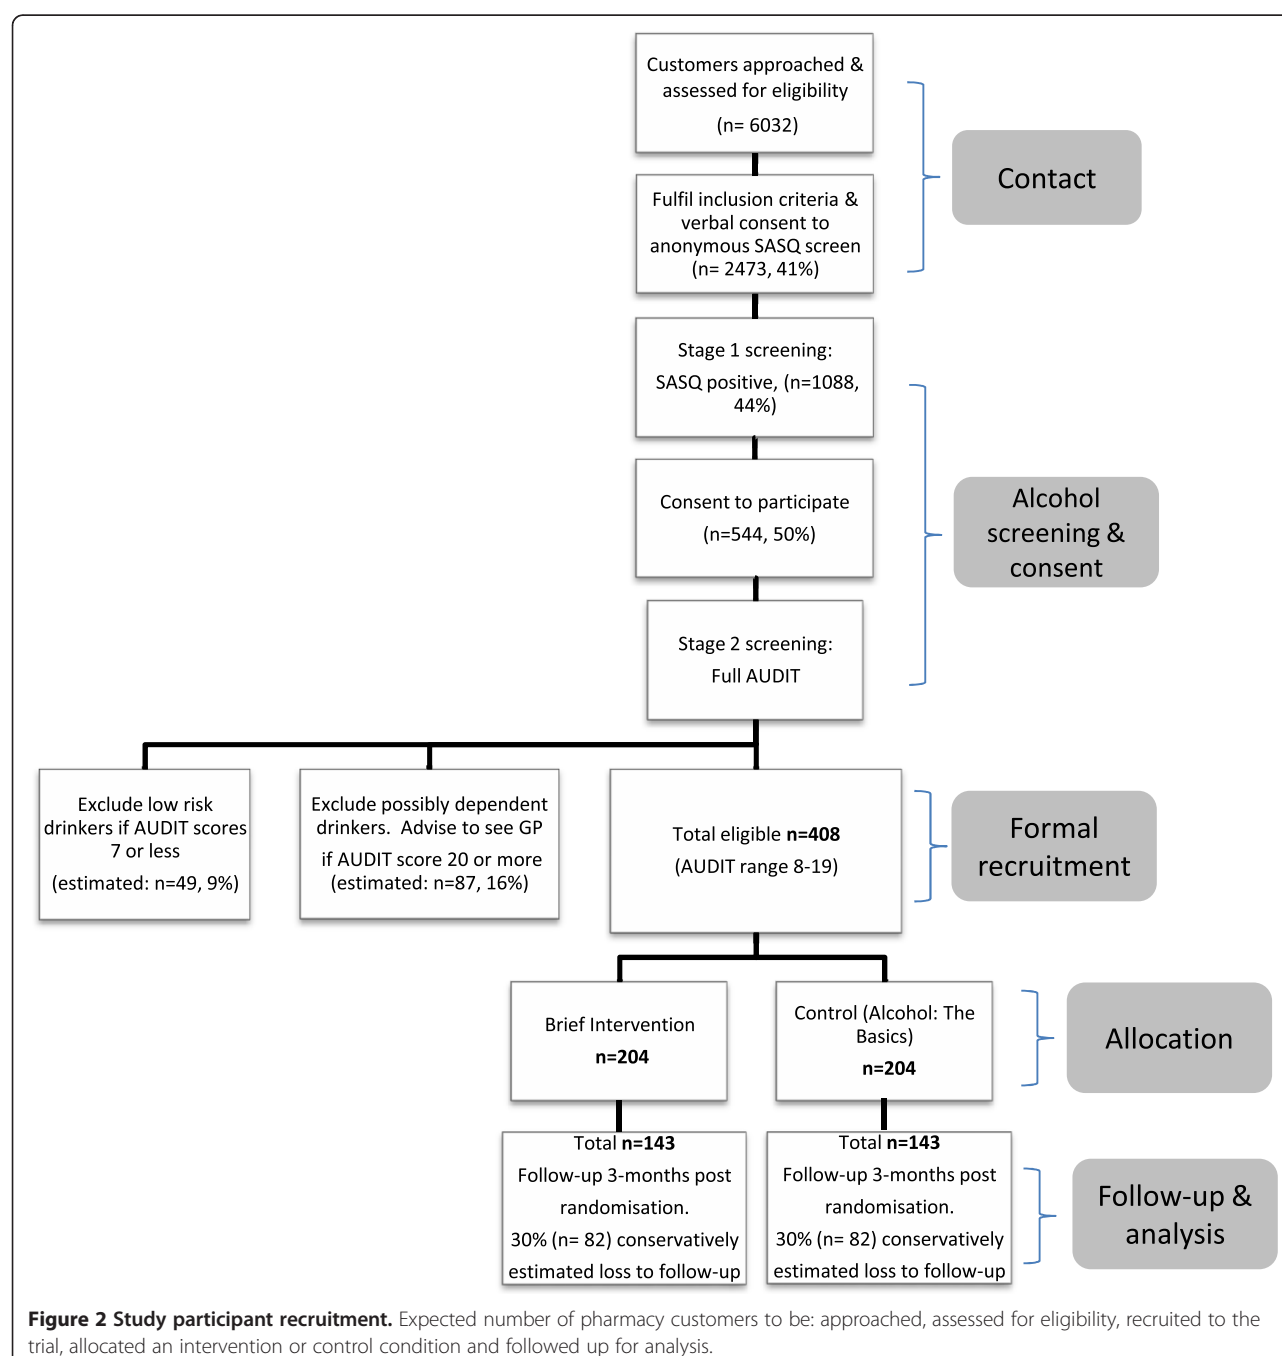 Customers approached &
assessed for eligibility
(n= 6032)
Contact
Fulfil inclusion criteria &
verbal consent to
anonymous SASQ screen
(n= 2473, 41%)
Stage 1 screening:
SASQ positive, (n=1088,
44%)
Consent to participate
(n=544, 50%)
Alcohol
screening &
consent
Stage 2 screening:
Full AUDIT
Exclude low risk
drinkers if AUDIT scores
7 or less
(estimated: n=49, 9%)
Exclude possibly dependent
drinkers. Advise to see GP
if AUDIT score 20 or more
(estimated: n=87, 16%)
Total eligible n=408
(AUDIT range 8-19)
Formal
recruitment
Brief Intervention
n=204
Control (Alcohol: The
Basics)
n=204
Allocation
Total n=143
Follow-up 3-months post
randomisation.
30% (n= 82) conservatively
estimated loss to follow-up
Total n=143
Follow-up 3-months post
randomisation.
30% (n= 82) conservatively
estimated loss to follow-up
Follow-up &
analysis
Figure 2 Study participant recruitment. Expected number of pharmacy customers to be: approached, assessed for eligibility, recruited to the
trial, allocated an intervention or control condition and followed up for analysis.